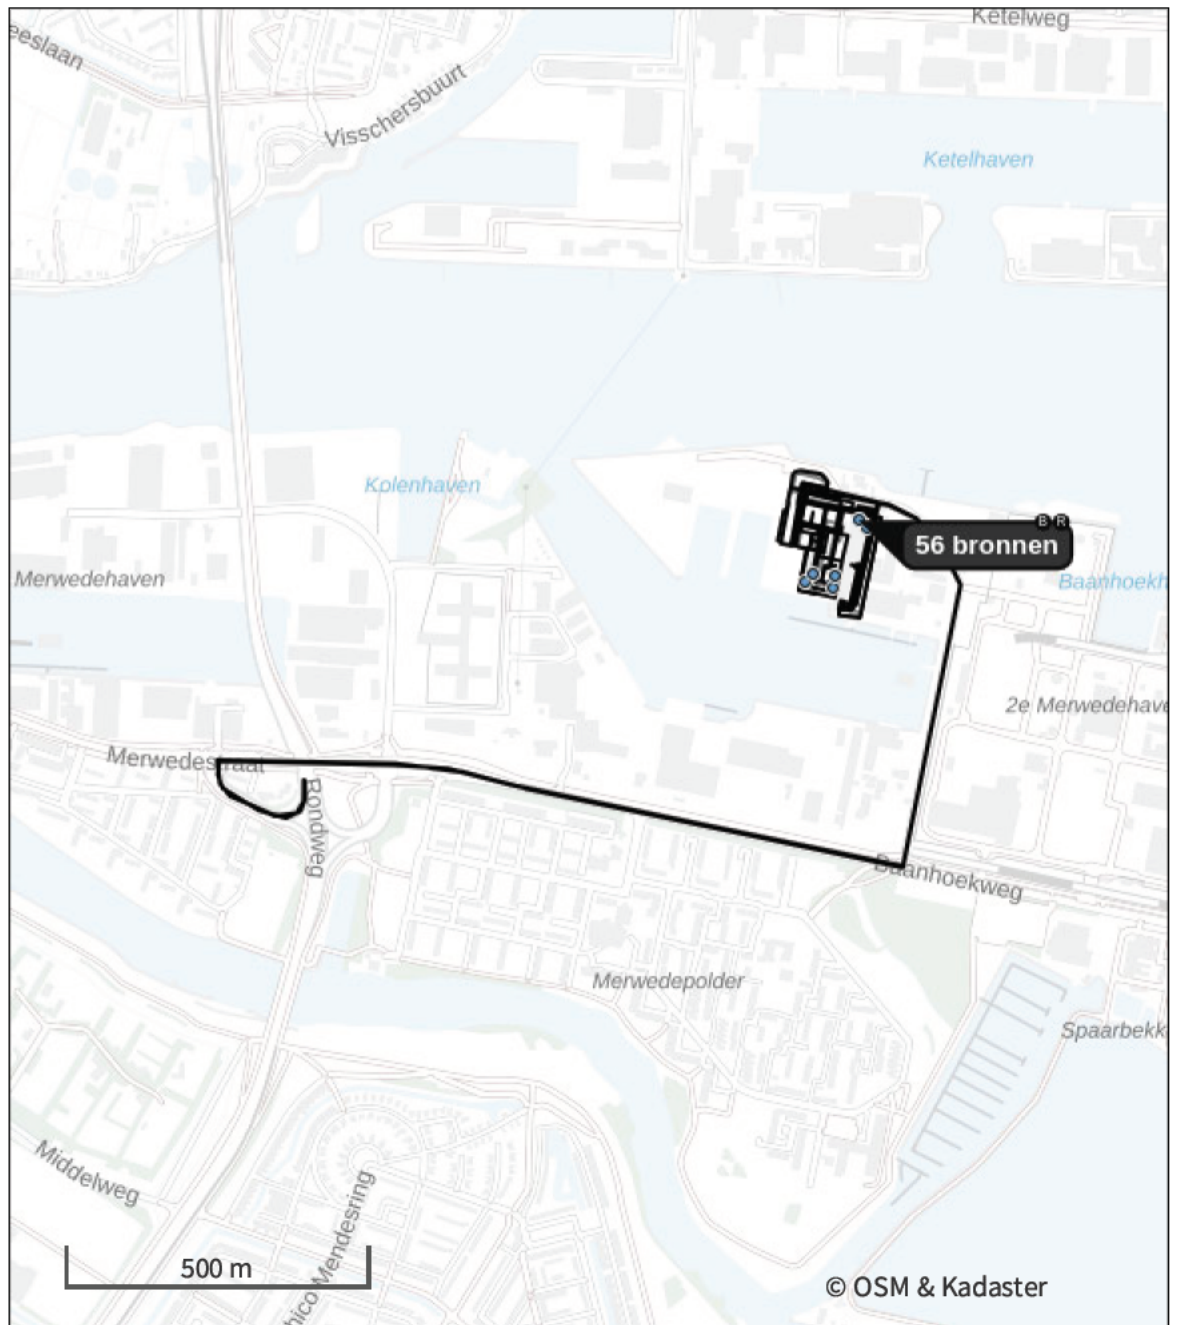 Ketelweg
eeslaan
Visschersbuurt
Ketelhaven
Kolenhaven
B R
56 bronnen
Merwedehaven
Baanhoekh
2e Merwedehave
Merwedestraat
Rondweg
Baanhoekweg
Merwedepolder
Spaarbekk
Middelweg
hico Mendesring
500 m
© OSM & Kadaster